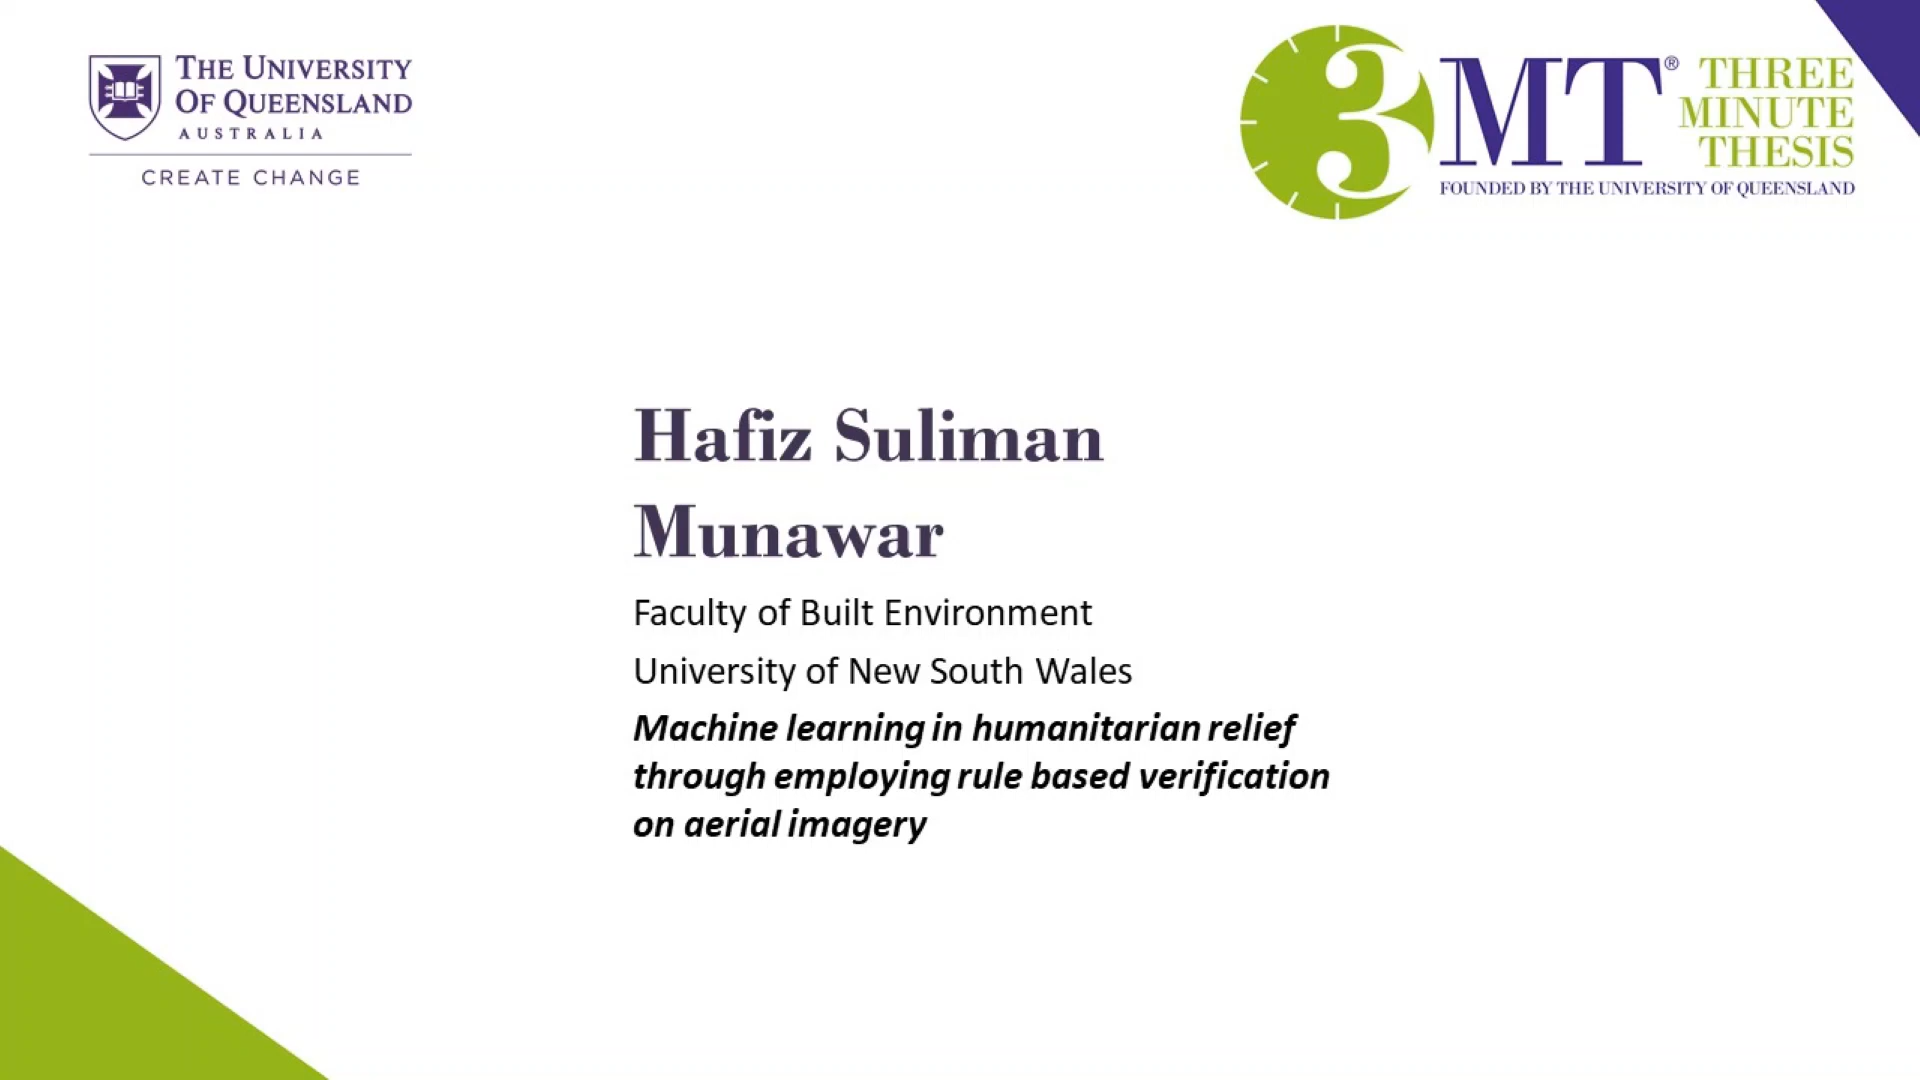 THE UNIVERSITY
OF QUEENSLAND
AUSTRALIA
CREATE CHANGE
3MT® THREE
MINUTE
THESIS
FOUNDED BY THE UNIVERSITY OF QUEENSLAND
Hafiz Suliman
Munawar
Faculty of Built Environment
University of New South Wales
Machine learning in humanitarian relief
through employing rule based verification
on aerial imagery